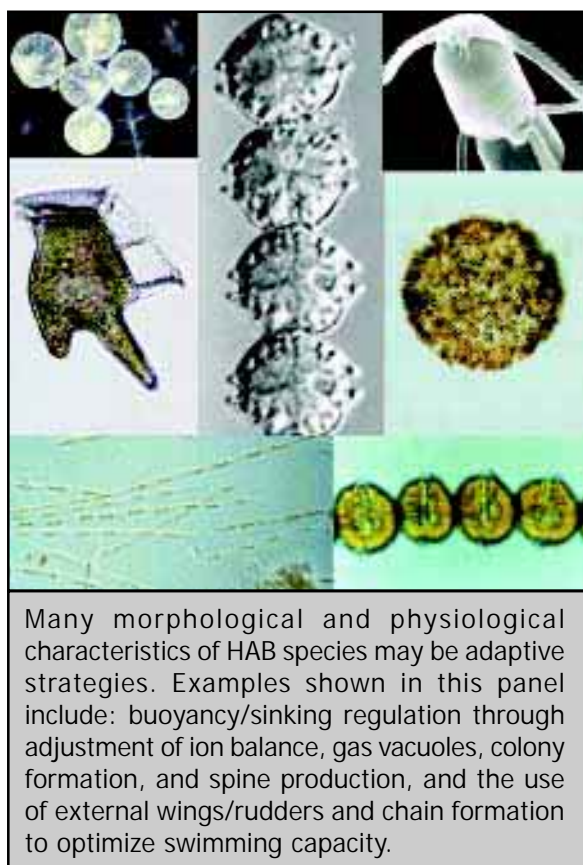 Many morphological and physiological
characteristics of HAB species may be adaptive
strategies. Examples shown in this panel
include: buoyancy/sinking regulation through
adjustment of ion balance, gas vacuoles, colony
formation, and spine production, and the use
of external wings/rudders and chain formation
to optimize swimming capacity.